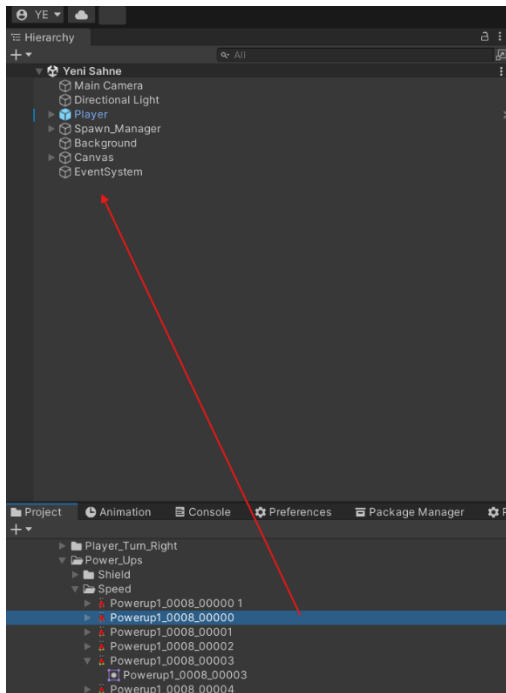 YE
Hierarchy
All
Yeni Sahne
Main Camera
Directional Light
Player
Spawn_Manager
Background
Canvas
EventSystem
Project Animation Console Preferences Package Manager
Player_Turn_Right
Power_Ups
Shield
Speed
Powerup1_0008_00000 1
Powerup1_0008_00000
Powerup1_0008_00001
Powerup1_0008_00002
Powerup1_0008_00003
Powerup1_0008_00003
Powerup1_0008_00004